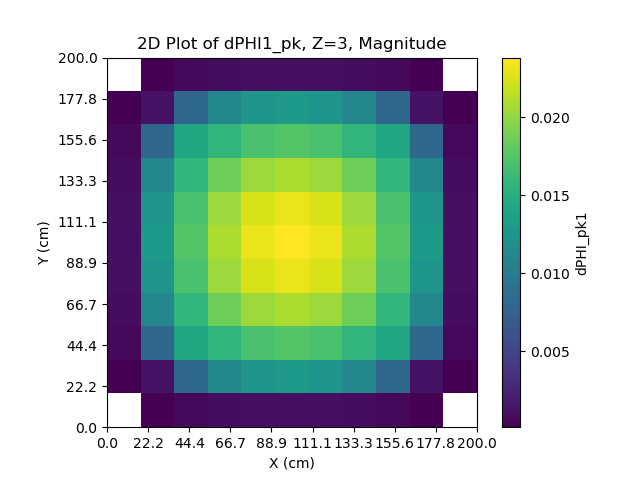 2D Plot of dPHI1_pk, Z=3, Magnitude
200.0
177.8
155.6
133.3
111.1
88.9
66.7
44.4
22.2
0.0
Y (cm)
0.0 22.2 44.4 66.7 88.9 111.1 133.3 155.6 177.8 200.0
X (cm)
0.020
0.015
0.010
0.005
dPHI_pk1